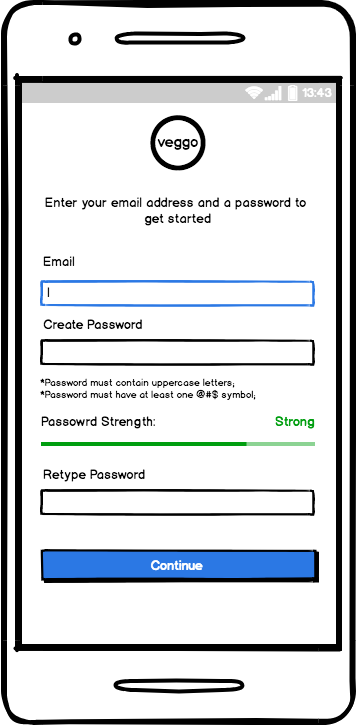 13:43
veggo
Enter your email address and a password to
get started
Email
Create Password
*Password must contain uppercase letters;
*Password must have at least one @#$ symbol;
Passowrd Strength: Strong
Retype Password
Continue